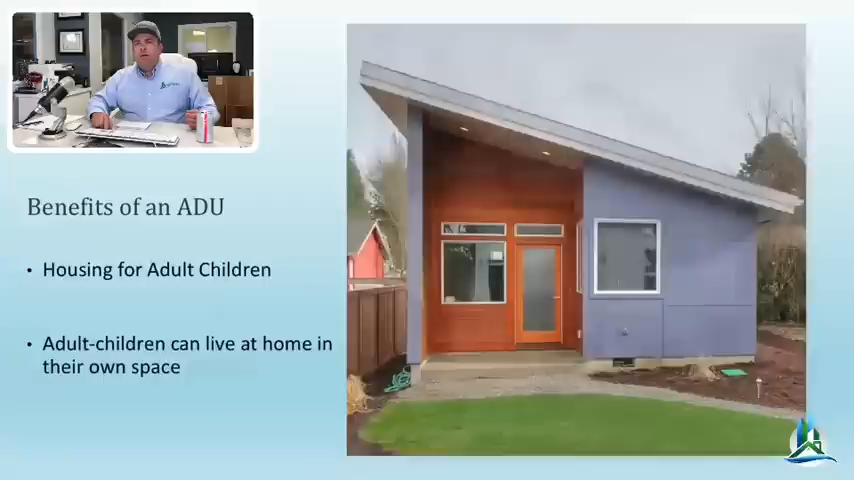 Benefits of an ADU
• Housing for Adult Children
• Adult-children can live at home in
their own space